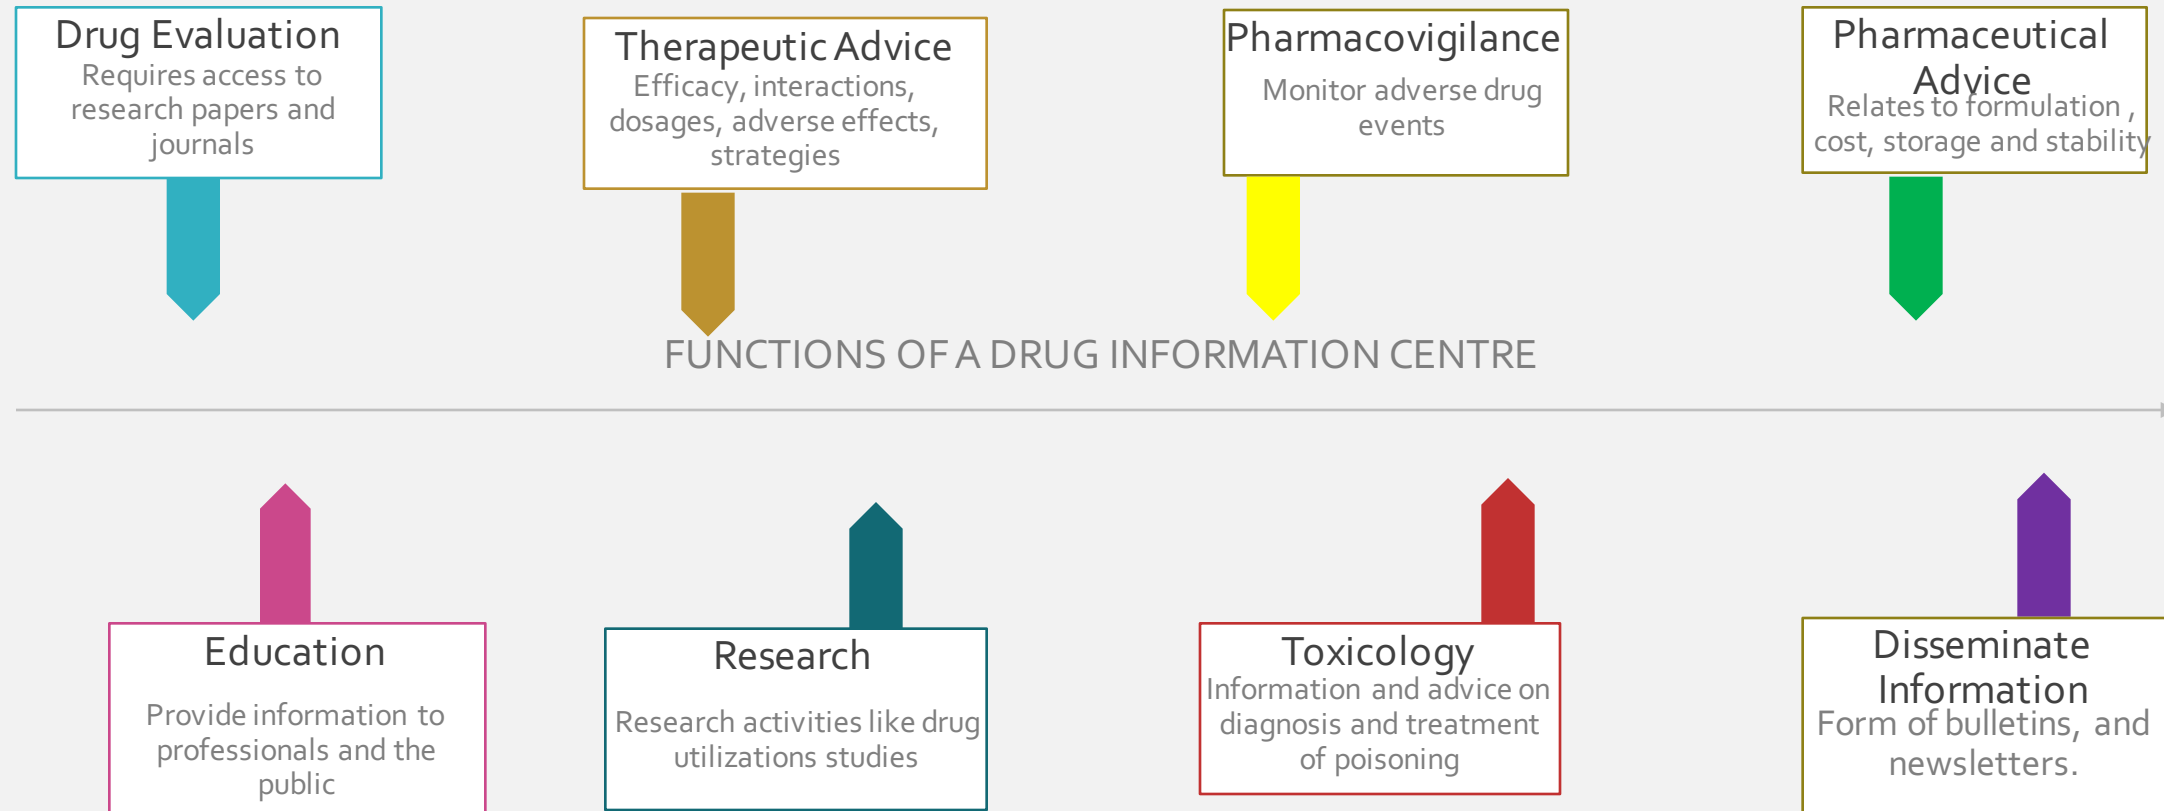 Drug Evaluation
Requires access to
research papers and
journals
Therapeutic Advice
Efficacy, interactions,
dosages, adverse effects,
strategies
Pharmacovigilance
Monitor adverse drug
events
Pharmaceutical
Advice
Relates to formulation ,
cost, storage and stability
FUNCTIONS OF A DRUG INFORMATION CENTRE
Education
Provide information to
professionals and the
public
Research
Research activities like drug
utilizations studies
Toxicology
Information and advice on
diagnosis and treatment
of poisoning
Disseminate
Information
Form of bulletins, and
newsletters.